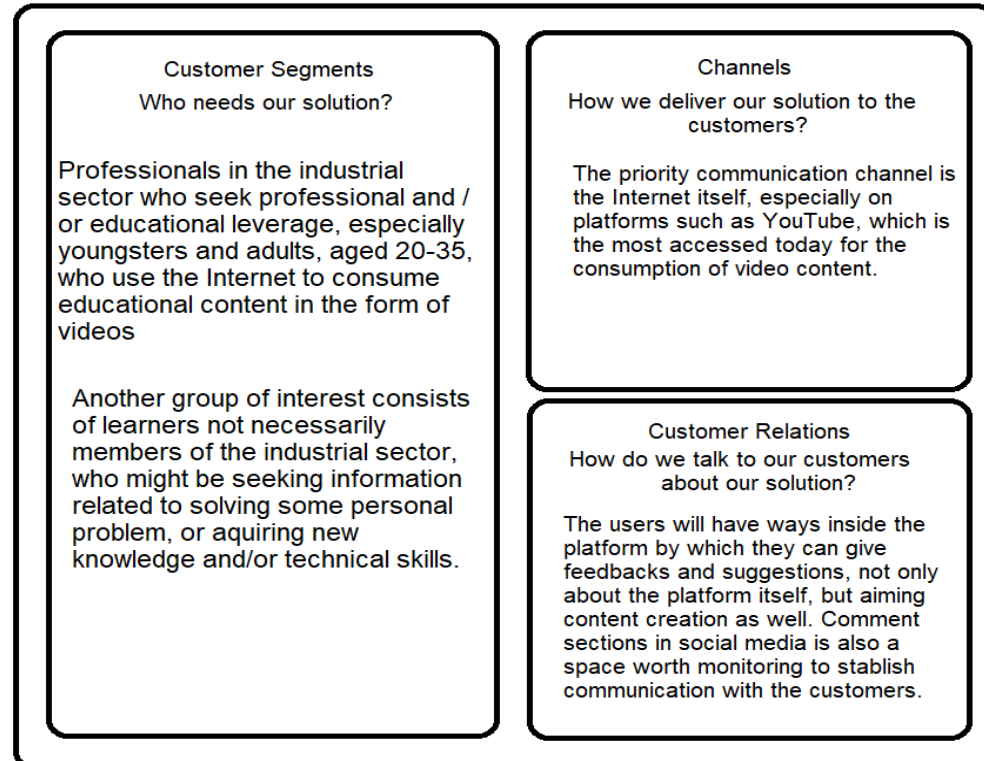 Customer Segments
Who needs our solution?
Professionals in the industrial
sector who seek professional and /
or educational leverage, especially
youngsters and adults, aged 20-35,
who use the Internet to consume
educational content in the form of
videos
Another group of interest consists
of learners not necessarily
members of the industrial sector,
who might be seeking information
related to solving some personal
problem, or aquiring new
knowledge and/or technical skills.
Channels
How we deliver our solution to the
customers?
The priority communication channel is
the Internet itself, especially on
platforms such as YouTube, which is
the most accessed today for the
consumption of video content.
Customer Relations
How do we talk to our customers
about our solution?
The users will have ways inside the
platform by which they can give
feedbacks and suggestions, not only
about the platform itself, but aiming
content creation as well. Comment
sections in social media is also a
space worth monitoring to stablish
communication with the customers.